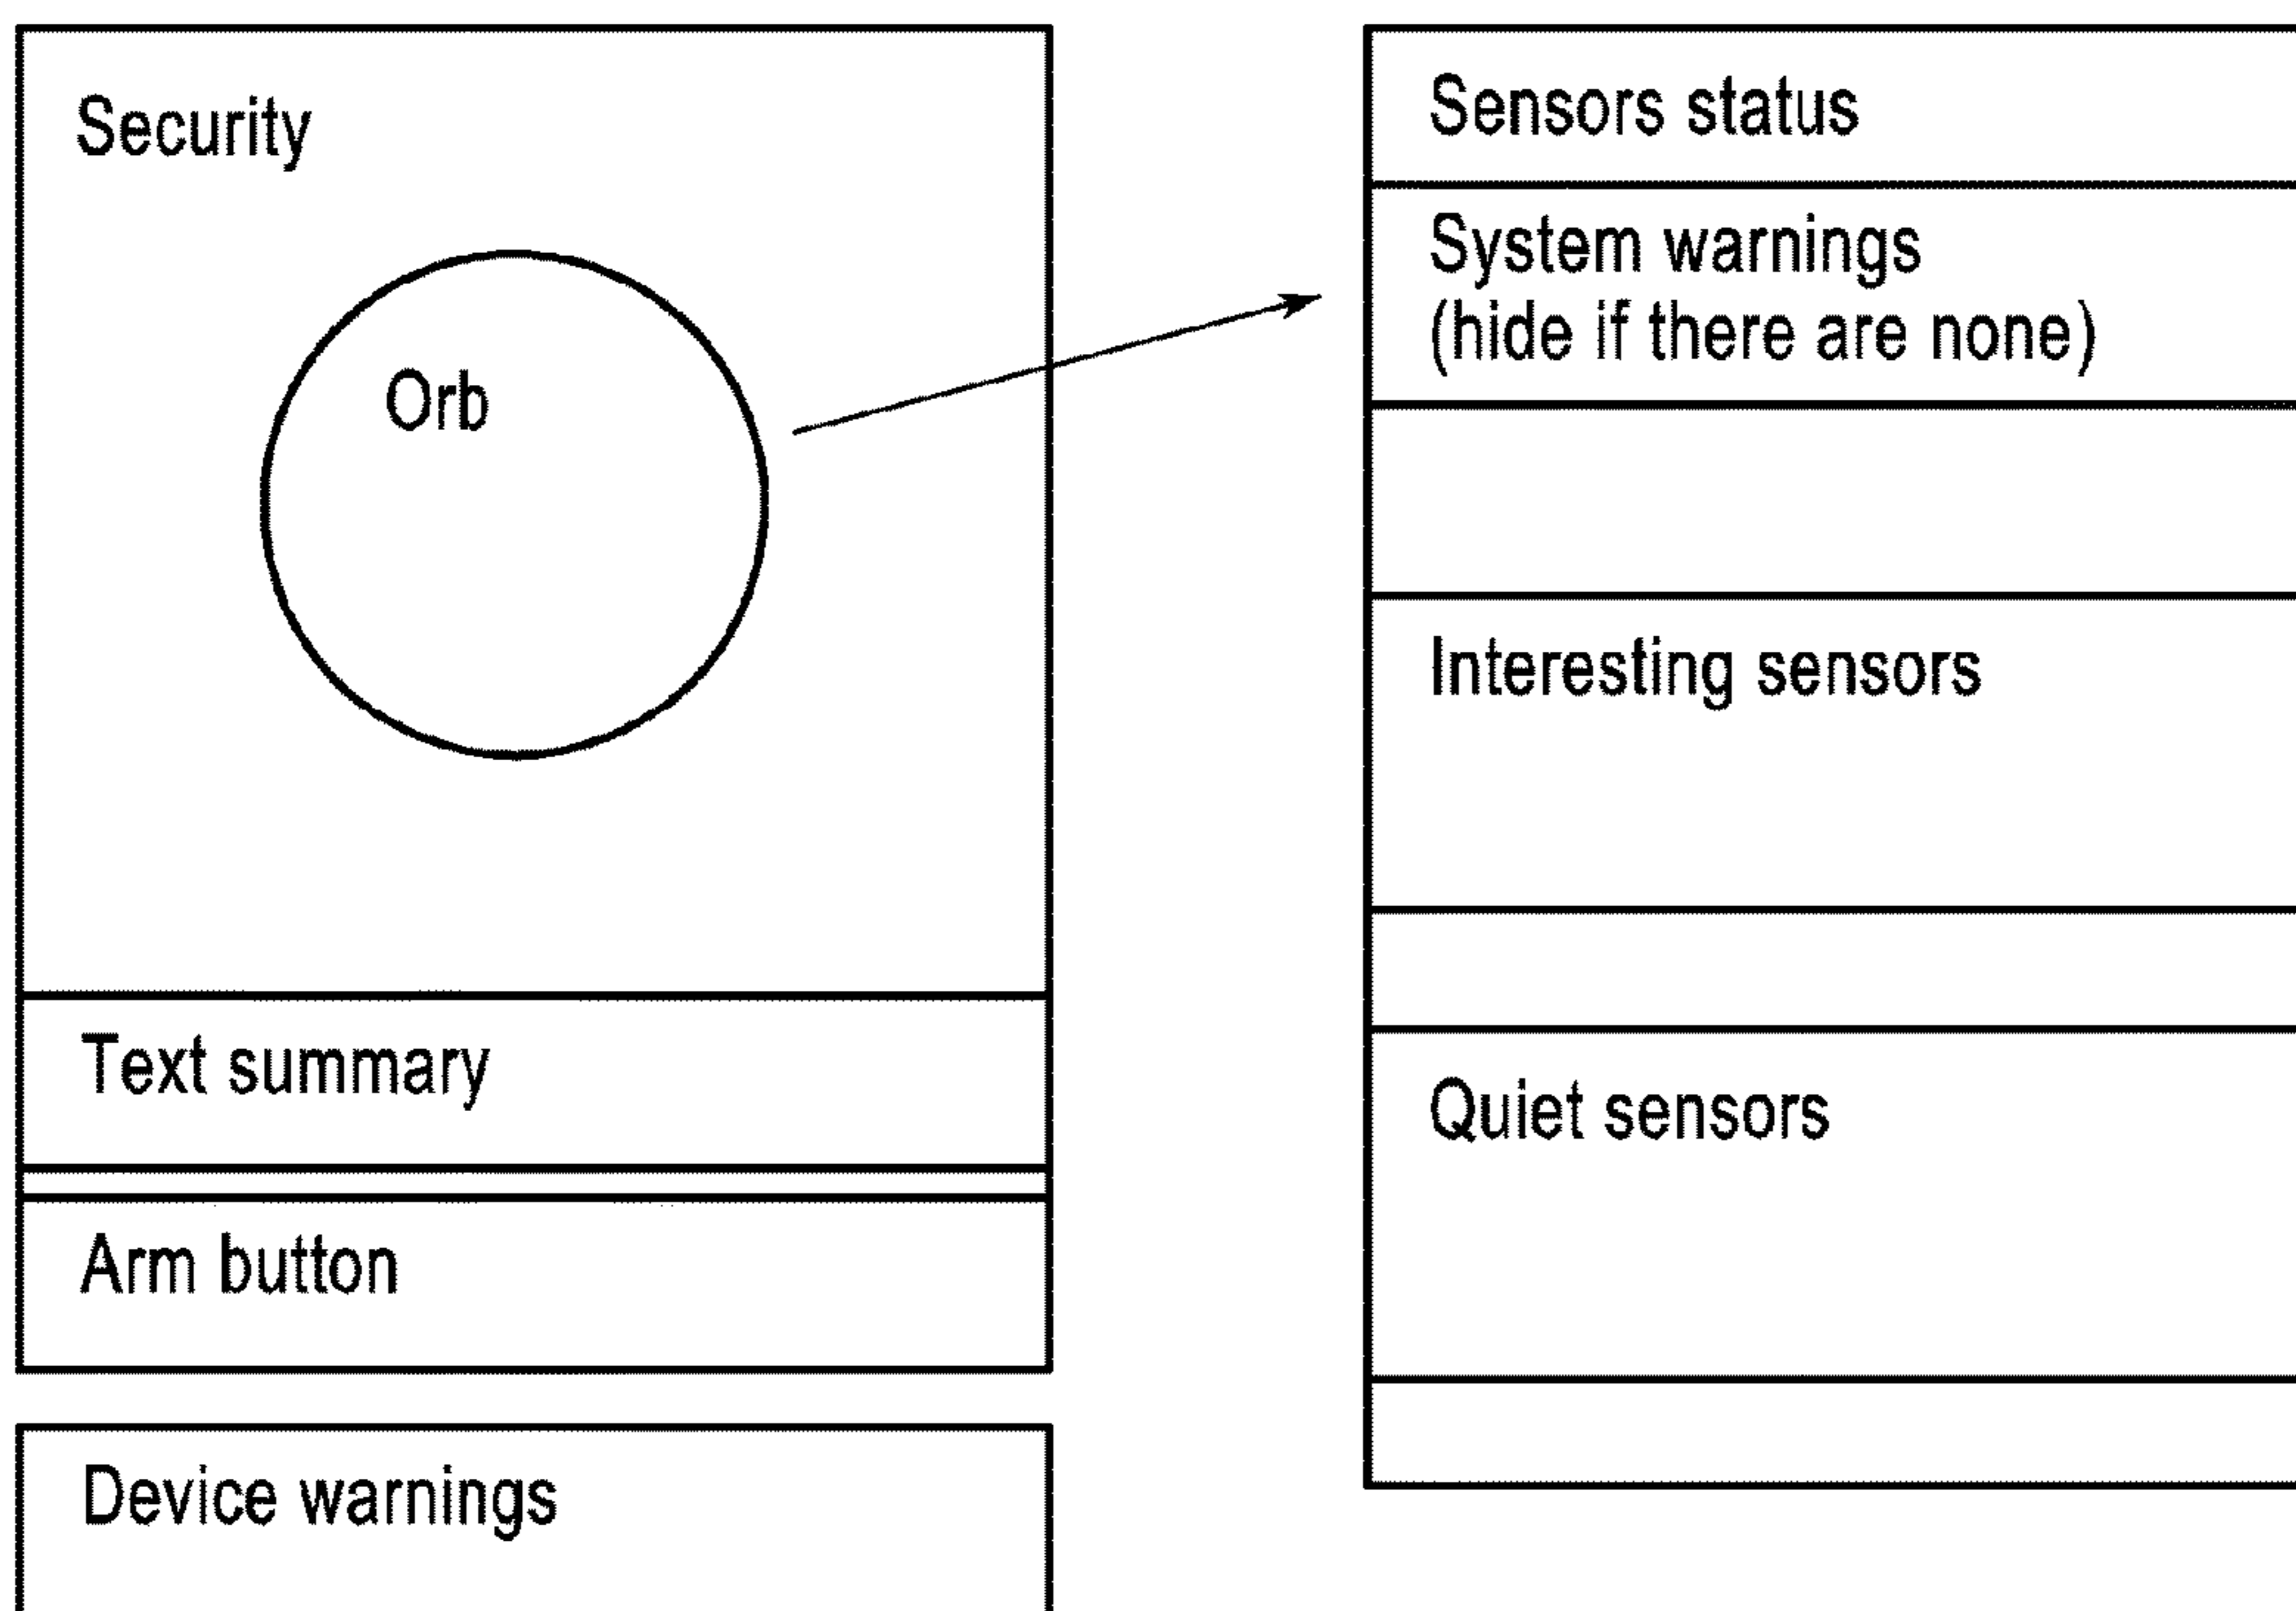 Security
Orb
Text summary
Arm button
Device warnings
Sensors status
System warnings
(hide if there are none)
Interesting sensors
Quiet sensors